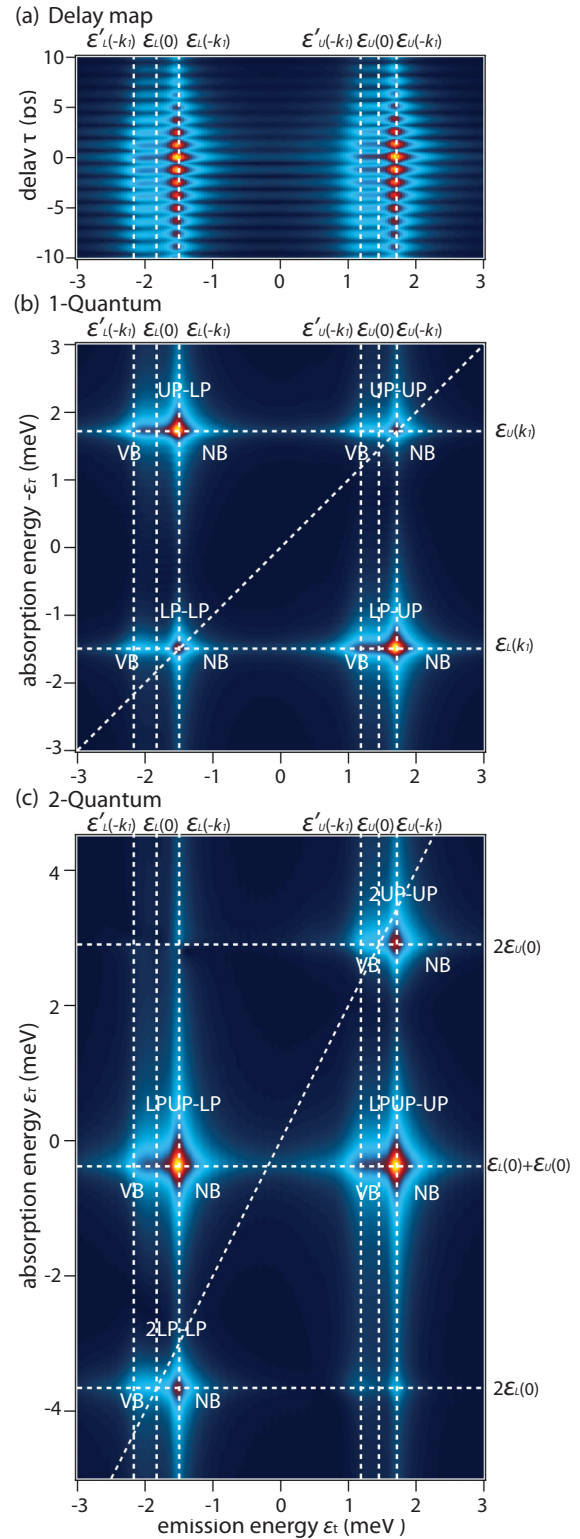 (a) Delay map
ε′L(-k1) εL(0) εL(-k1) ε′U(-k1) εU(0) εU(-k1)
10
5
0
-5
-10
delay τ (ps)
-3 -2 -1 0 1 2 3
(b) 1-Quantum
ε′L(-k1) εL(0) εL(-k1) ε′U(-k1) εU(0) εU(-k1)
3
2
1
0
-1
-2
-3
absorption energy -ετ (meV)
UP-LP UP-UP
VB NB VB NB
εU(k1)
LP-LP LP-UP
VB NB VB NB
εL(k1)
-3 -2 -1 0 1 2 3
(c) 2-Quantum
ε′L(-k1) εL(0) εL(-k1) ε′U(-k1) εU(0) εU(-k1)
4
2
0
-2
-4
absorption energy ετ (meV)
2UP-UP
VB NB
2εU(0)
LPUP-LP LPUP-UP
VB NB VB NB
εL(0)+εU(0)
2LP-LP
VB NB
2εL(0)
-3 -2 -1 0 1 2 3
emission energy εt (meV )